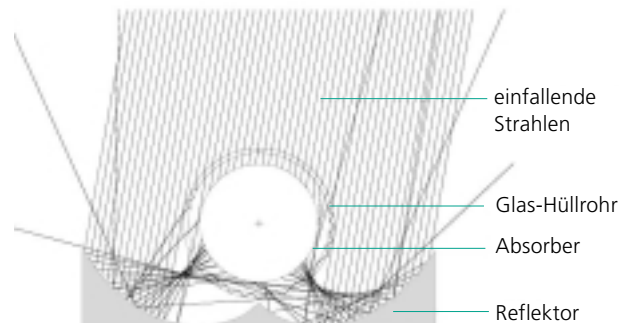 einfallende
Strahlen
Glas-Hüllrohr
Absorber
Reflektor